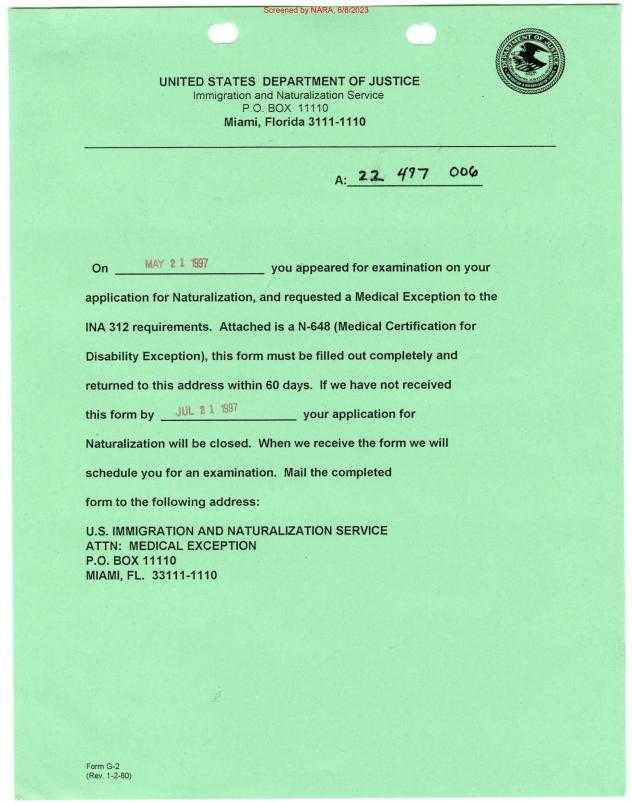 Screened by NARA, 6/8/2023
UNITED STATES DEPARTMENT OF JUSTICE
Immigration and Naturalization Service
P.O. BOX 11110
Miami, Florida 3111-1110
A: 22 497 006
On MAY 21 1997 you appeared for examination on your
application for Naturalization, and requested a Medical Exception to the
INA 312 requirements. Attached is a N-648 (Medical Certification for
Disability Exception), this form must be filled out completely and
returned to this address within 60 days. If we have not received
this form by JUL 21 1997 your application for
Naturalization will be closed. When we receive the form we will
schedule you for an examination. Mail the completed
form to the following address:
U.S. IMMIGRATION AND NATURALIZATION SERVICE
ATTN: MEDICAL EXCEPTION
P.O. BOX 11110
MIAMI, FL. 33111-1110
Form G-2
(Rev. 1-2-80)